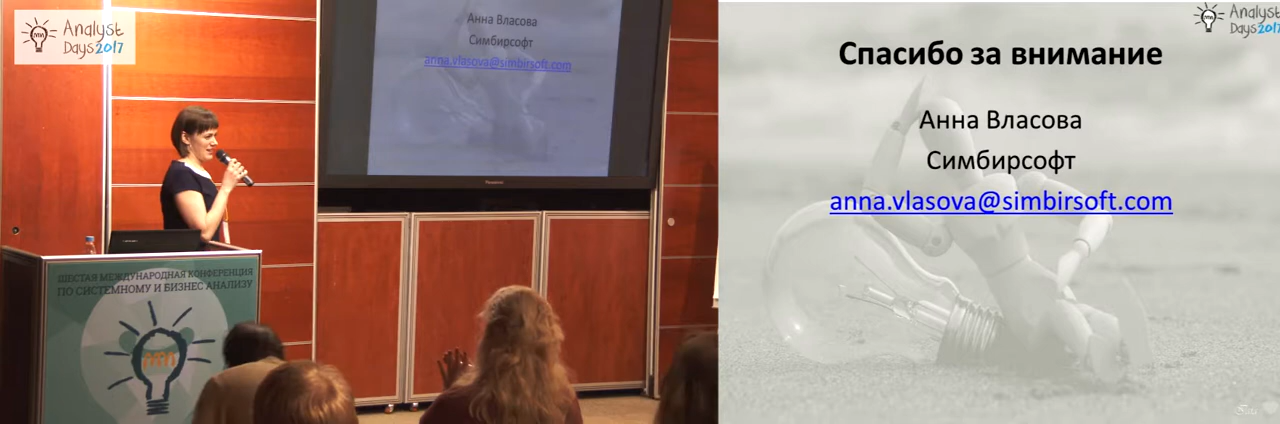 Analyst
Days 2017
Анна Власова
Симбирсофт
anna.vlasova@simbirsoft.com
Panasonic
ШЕСТАЯ МЕЖДУНАРОДНАЯ КОНФЕРЕНЦИЯ
ПО СИСТЕМНОМУ И БИЗНЕС АНАЛИЗУ
Analyst
Days 2017
Спасибо за внимание
Анна Власова
Симбирсофт
anna.vlasova@simbirsoft.com